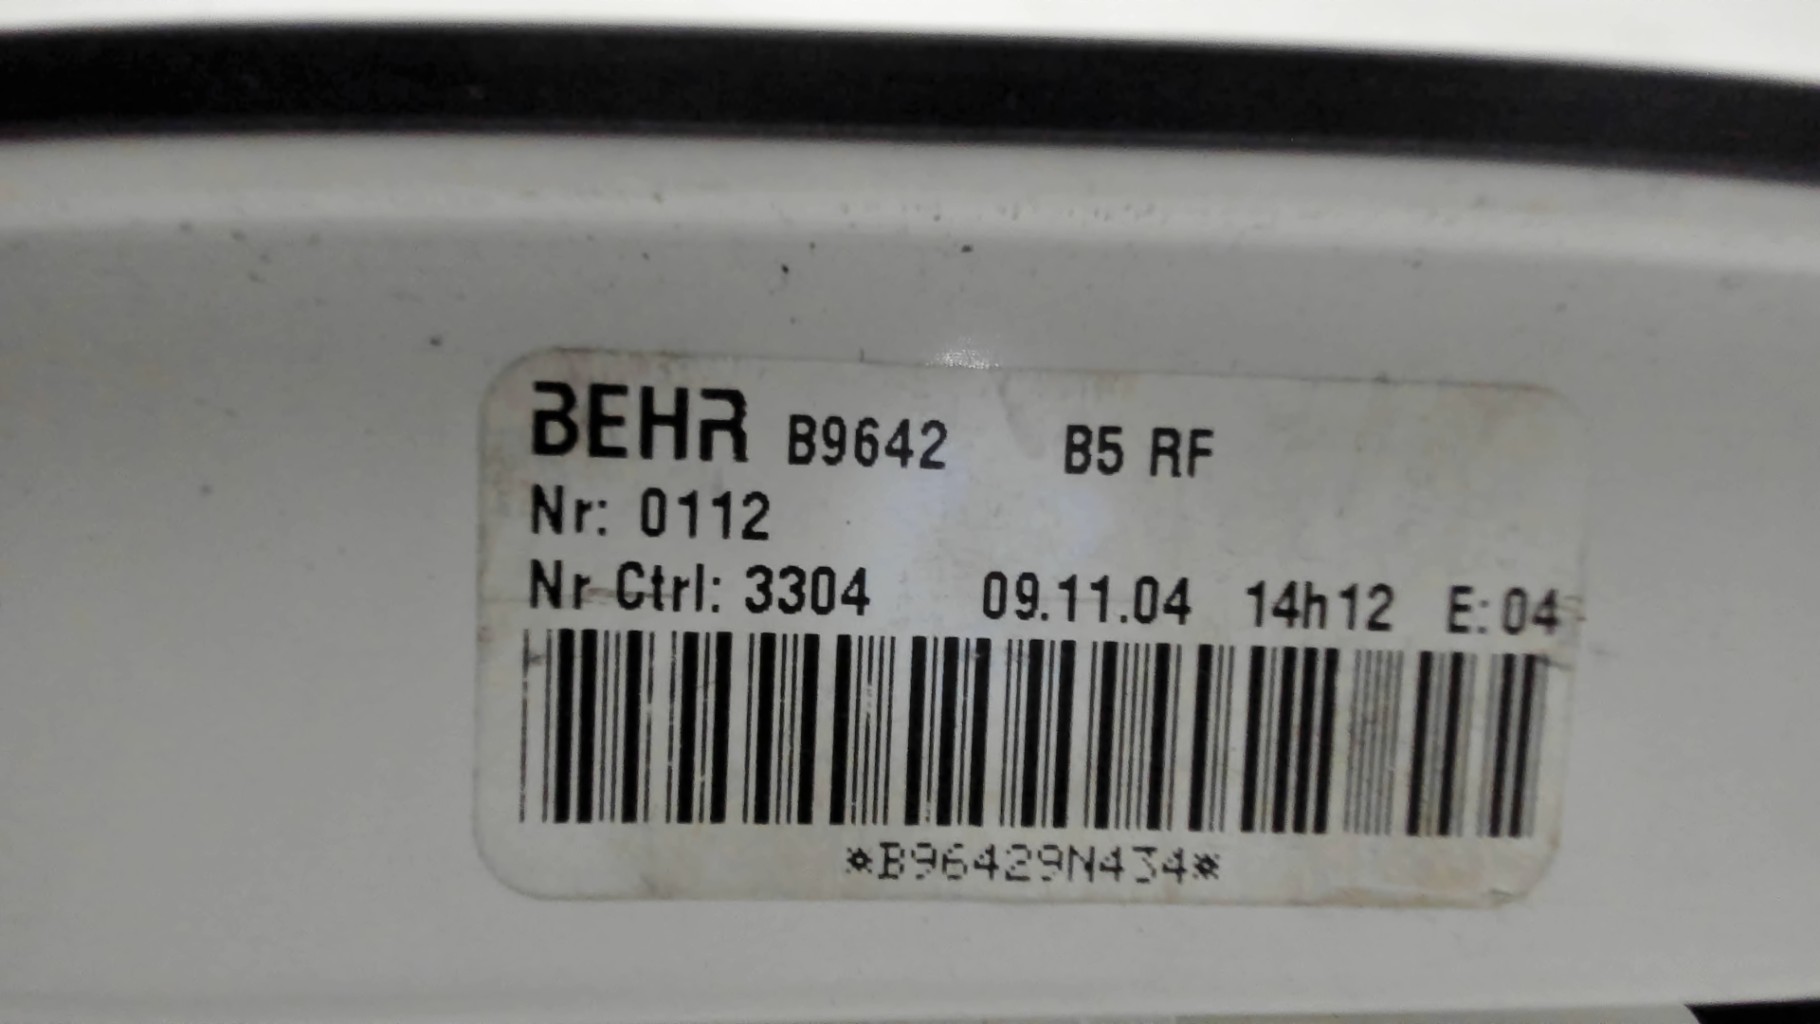 BEHR B9642 B5 RF
Nr: 0112
Nr Ctrl: 3304 09.11.04 14h12 E: 04
*B96429N434*